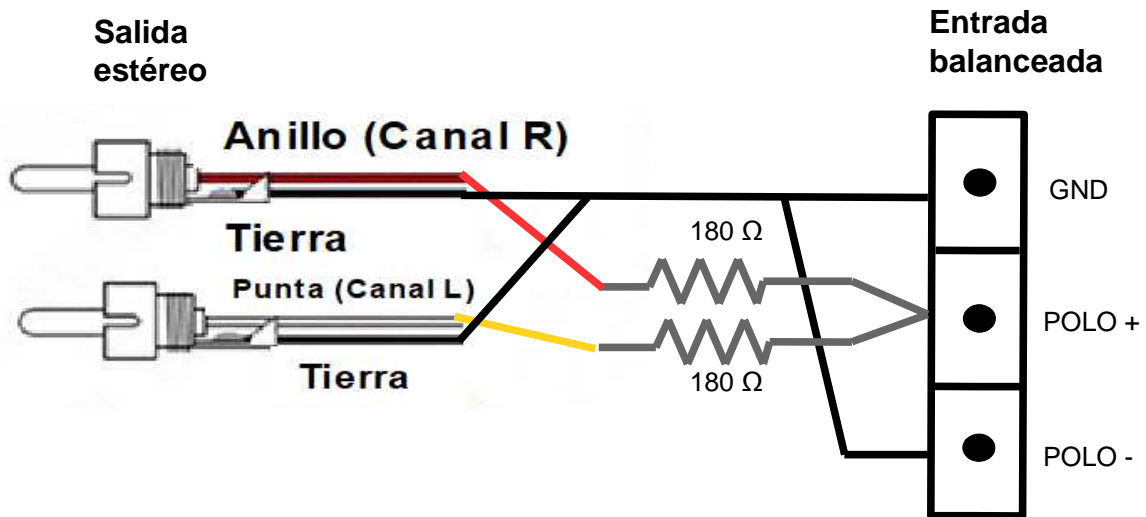 Salida
estéreo
Entrada
balanceada
Anillo (Canal R)
GND
Tierra
180 Ω
Punta (Canal L)
POLO +
180 Ω
Tierra
POLO -